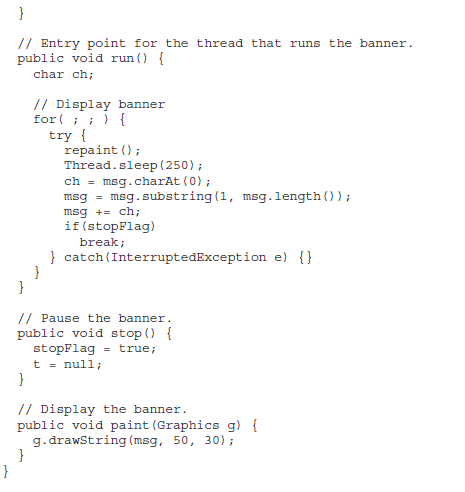 }
// Entry point for the thread that runs the banner.
public void run() {
char ch;
// Display banner
for( ; ; ) {
try {
repaint();
Thread.sleep(250);
ch = msg.charAt(0);
msg = msg.substring(1, msg.length());
msg += ch;
if(stopFlag)
break;
} catch(InterruptedException e) {}
}
}
// Pause the banner.
public void stop() {
stopFlag = true;
t = null;
}
// Display the banner.
public void paint(Graphics g) {
g.drawString(msg, 50, 30);
}
}